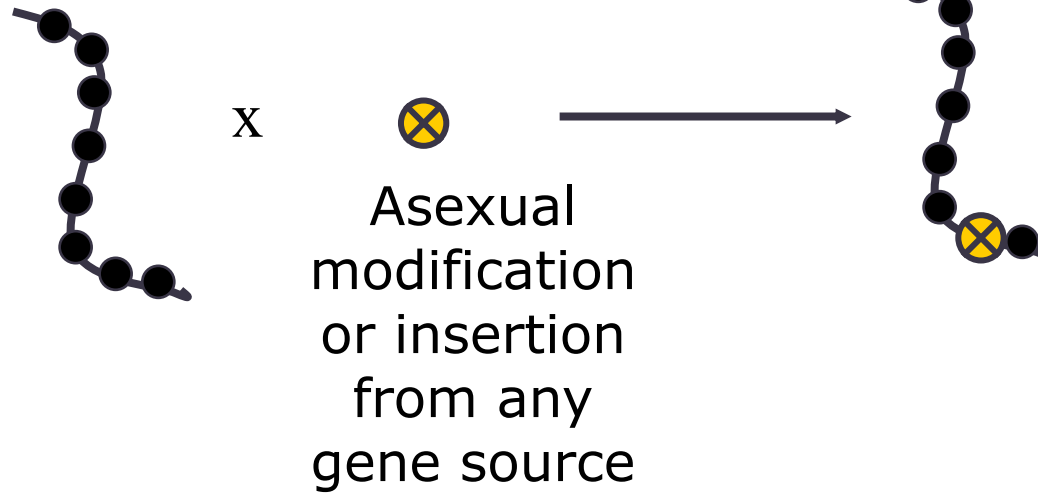 x
Asexual
modification
or insertion
from any
gene source